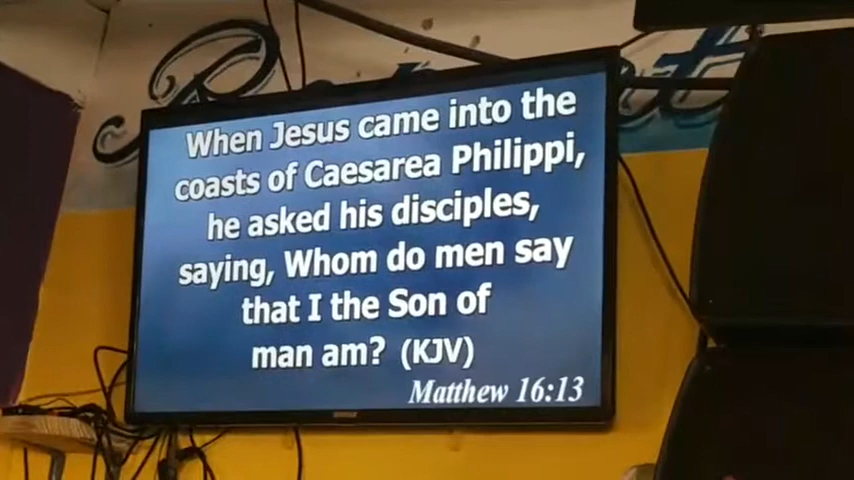 When Jesus came into the
coasts of Caesarea Philippi,
he asked his disciples,
saying, Whom do men say
that I the Son of
man am? (KJV)
Matthew 16:13